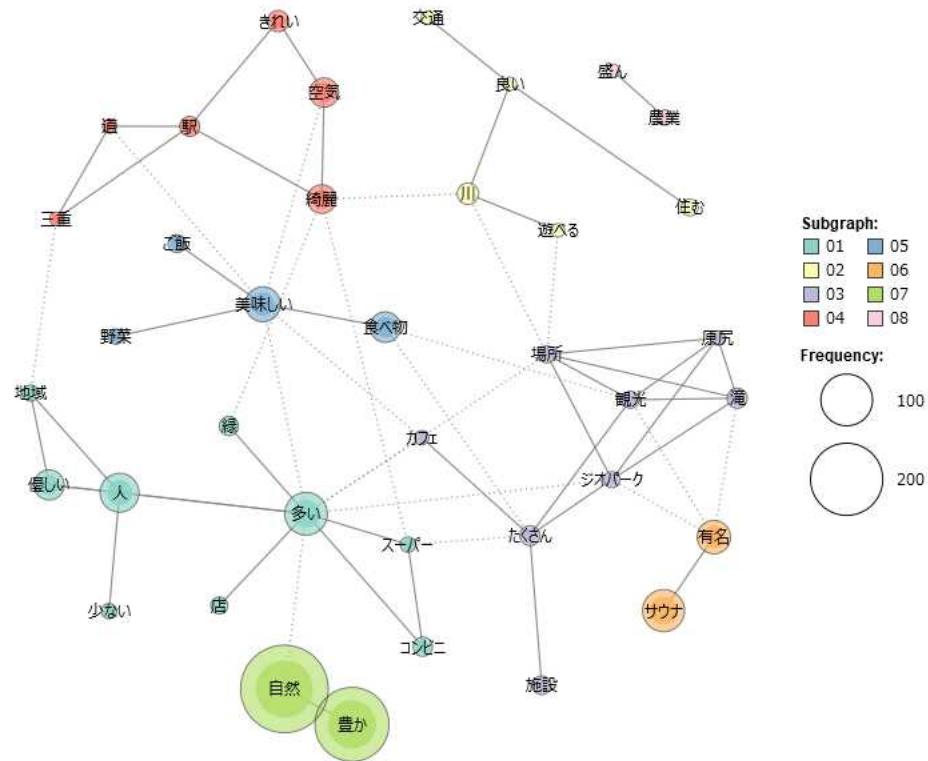 きれい
交通
空気
良い
盛ん
農業
道
駅
綺麗
川
住む
三重
遊べる
ご飯
美味しい
食べ物
野菜
場所
原尻
観光
滝
地域
緑
カフェ
ジオパーク
優しい
人
多い
スーパー
たくさん
有名
少ない
店
コンビニ
サウナ
施設
自然
豊か
Subgraph:
01 05
02 06
03 07
04 08
Frequency:
100
200